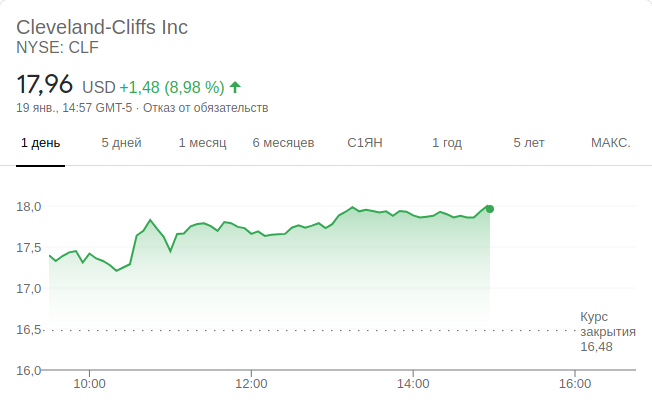 Cleveland-Cliffs Inc
NYSE: CLF
17,96 USD +1,48 (8,98 %)
19 янв., 14:57 GMT-5 · Отказ от обязательств
1 день 5 дней 1 месяц 6 месяцев С1ЯН 1 год 5 лет МАКС.
18,0
17,5
17,0
16,5
16,0
Курс
закрытия
16,48
10:00 12:00 14:00 16:00